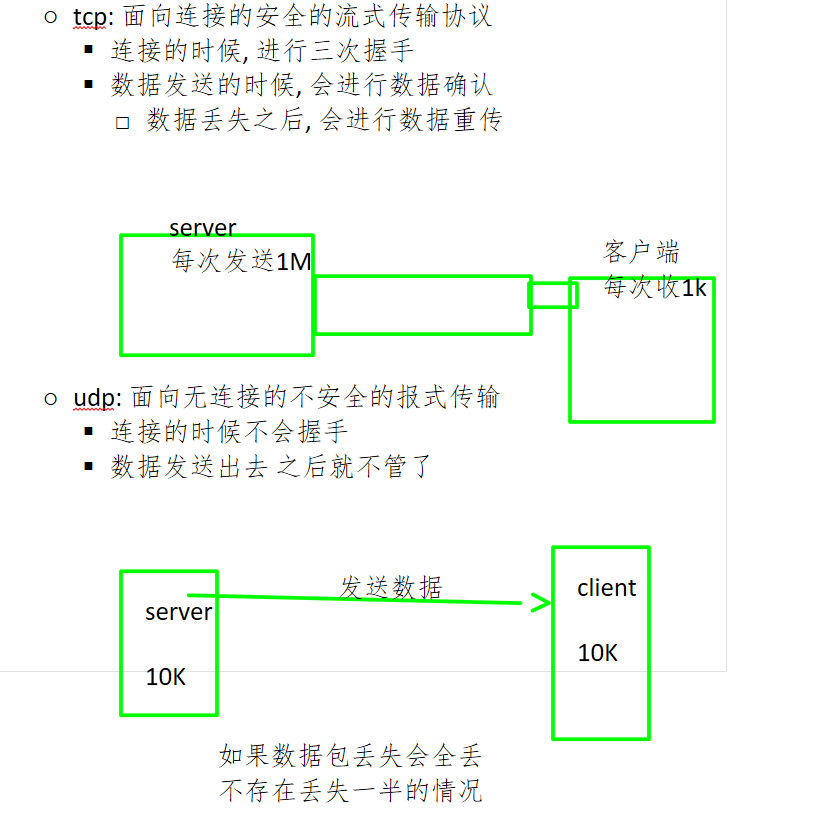 tcp: 面向连接的安全的流式传输协议
连接的时候, 进行三次握手
数据发送的时候, 会进行数据确认
数据丢失之后, 会进行数据重传
server
每次发送1M
客户端
每次收1k
udp: 面向无连接的不安全的报式传输
连接的时候不会握手
数据发送出去 之后就不管了
发送数据
server
10K
client
10K
如果数据包丢失会全丢
不存在丢失一半的情况